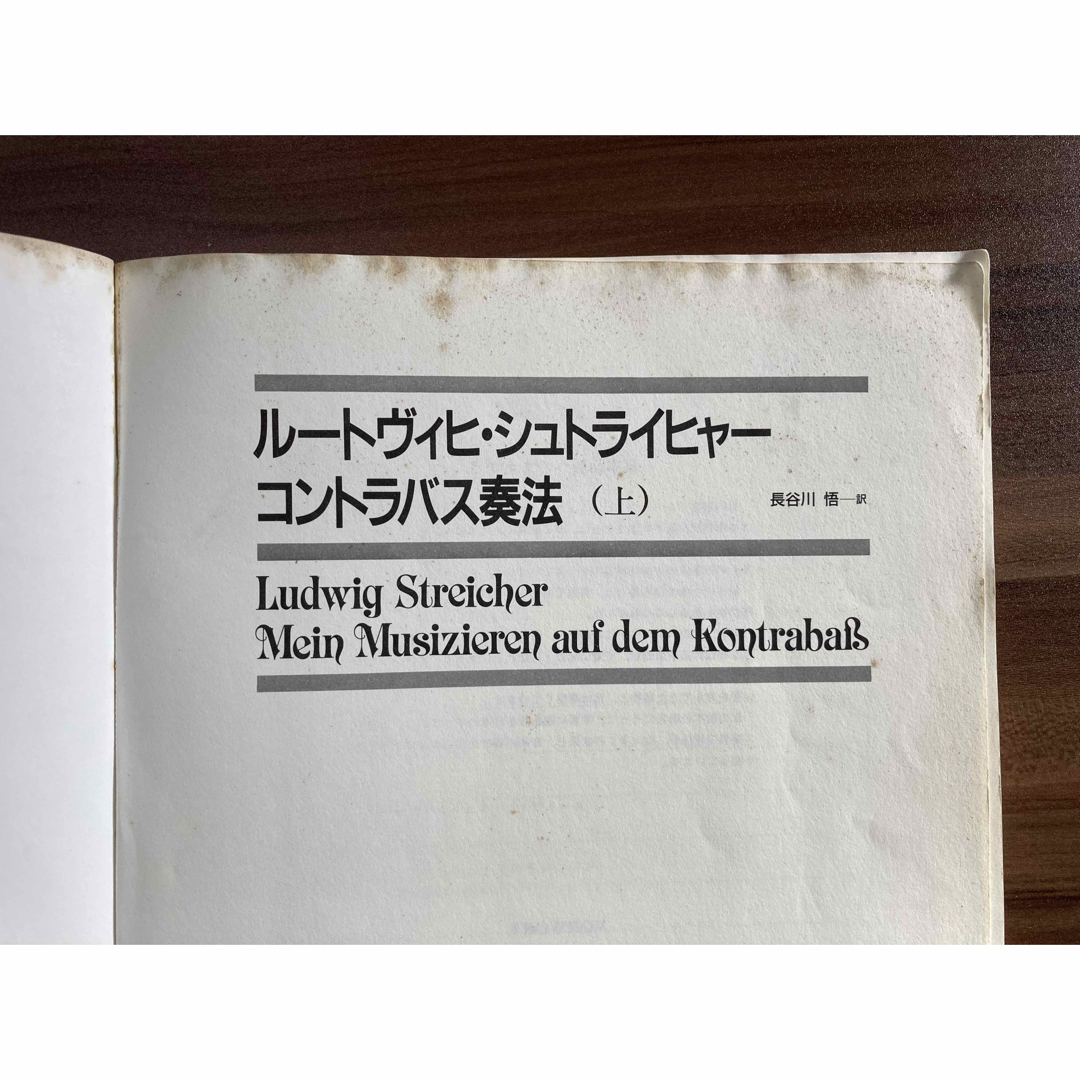 ルートヴィヒ・シュトライヒャー
コントラバス奏法（上）
長谷川 悟—訳
Ludwig Streicher
Mein Musizieren auf dem Kontrabaß